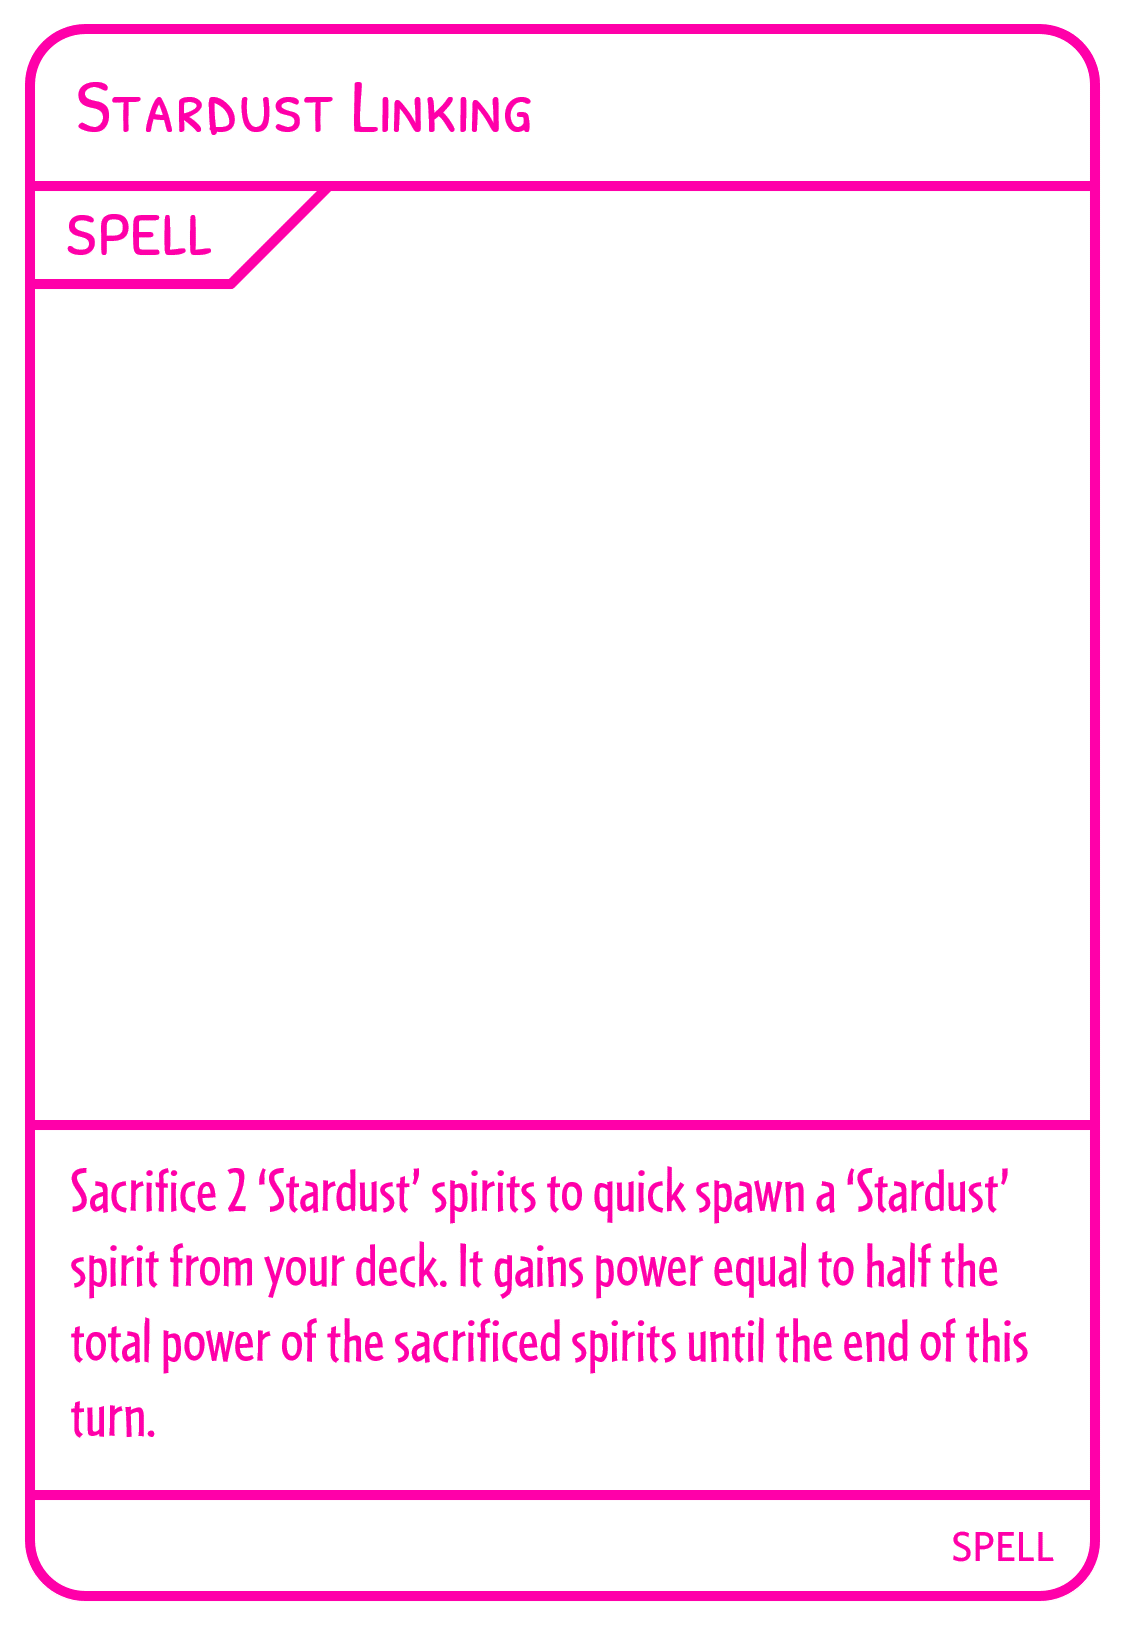 Stardust Linking
SPELL
Sacrifice 2 ‘Stardust’ spirits to quick spawn a ‘Stardust’
spirit from your deck. It gains power equal to half the
total power of the sacrificed spirits until the end of this
turn.
SPELL